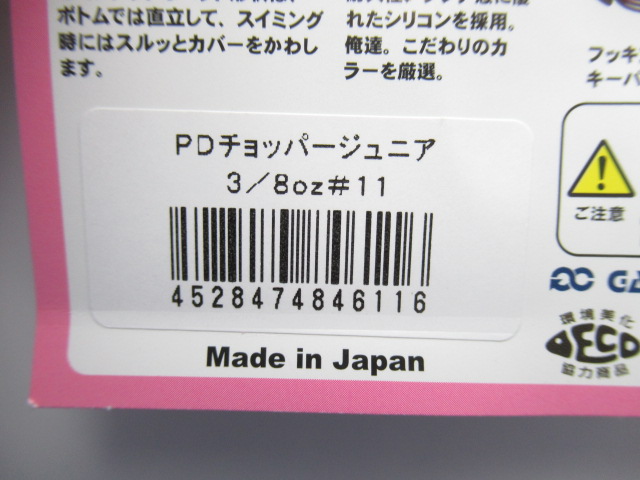 ボトムでは直立して、スイミング
時にはスルッとカバーをかわし
ます。
れたシリコンを採用。
俺達。こだわりのカ
ラーを厳選。
フッキ
キーパ
PDチョッパージュニア
3/8oz#11
4528474846116
Made in Japan
ご注意
環境美化
DECO
協力商品